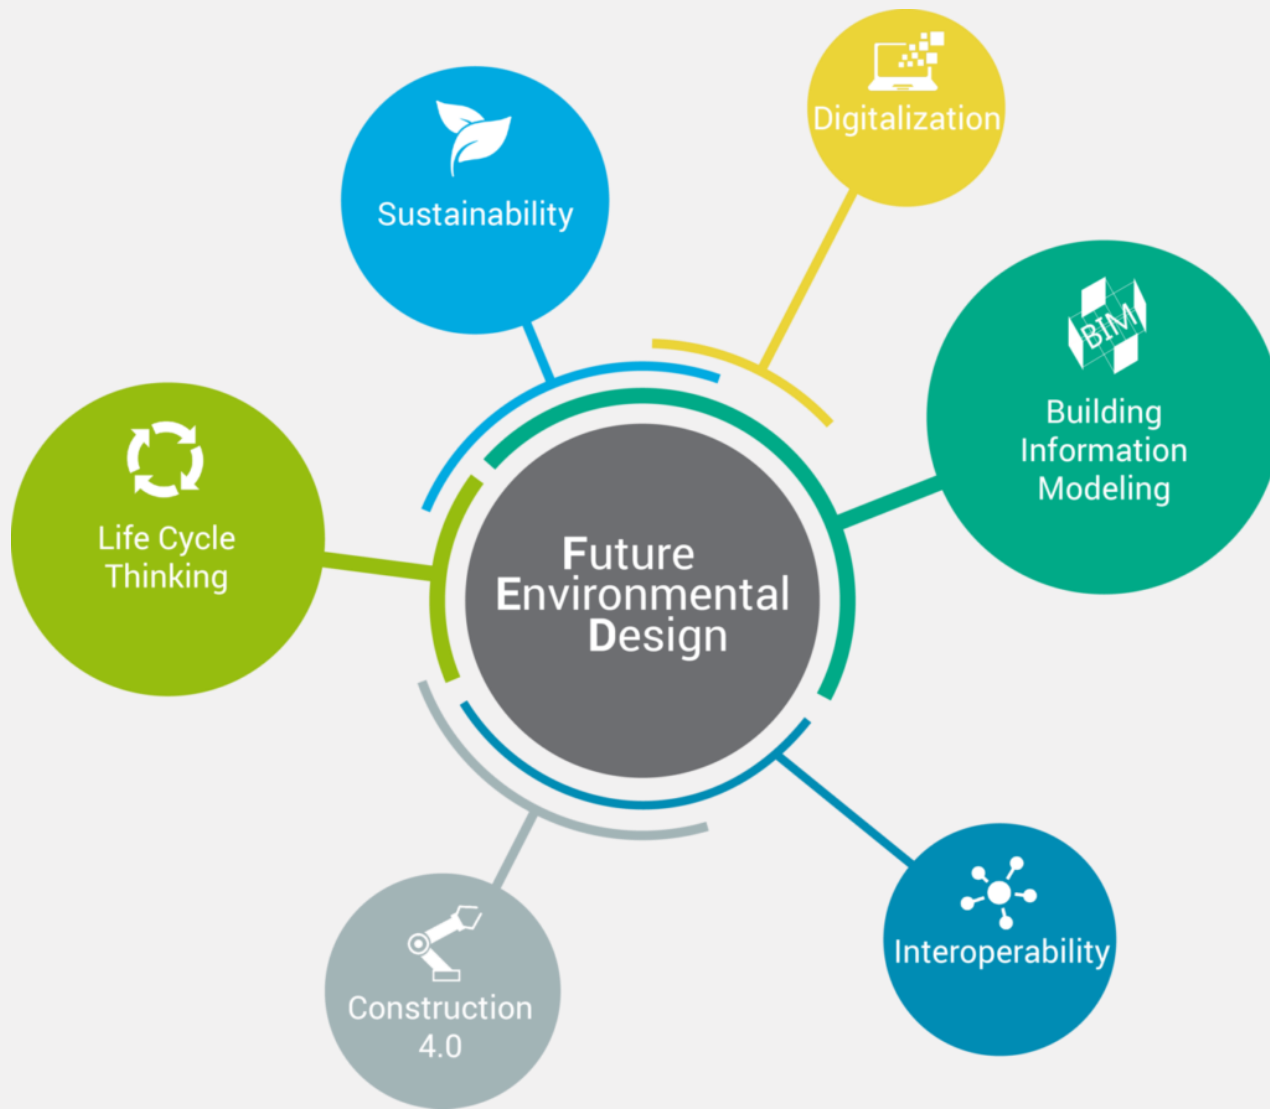 Digitalization
Sustainability
BIM
Building
Information
Modeling
Life Cycle
Thinking
Future
Environmental
Design
Interoperability
Construction
4.0